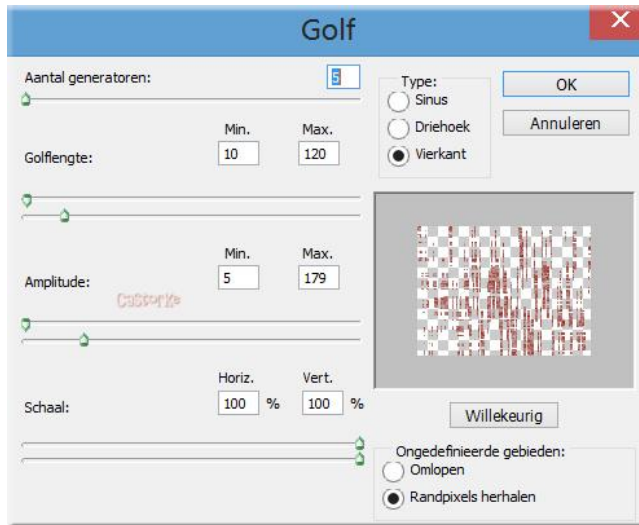 Golf
Aantal generatoren: 5
Type:
Sinus
Driehoek
Vierkant
OK
Annuleren
Min. Max.
Golflengte: 10 120
Min. Max.
Amplitude: 5 179
CaStorKe
Horiz. Vert.
Schaal: 100 % 100 %
Willekeurig
Ongedefinieerde gebieden:
Omlopen
Randpixels herhalen